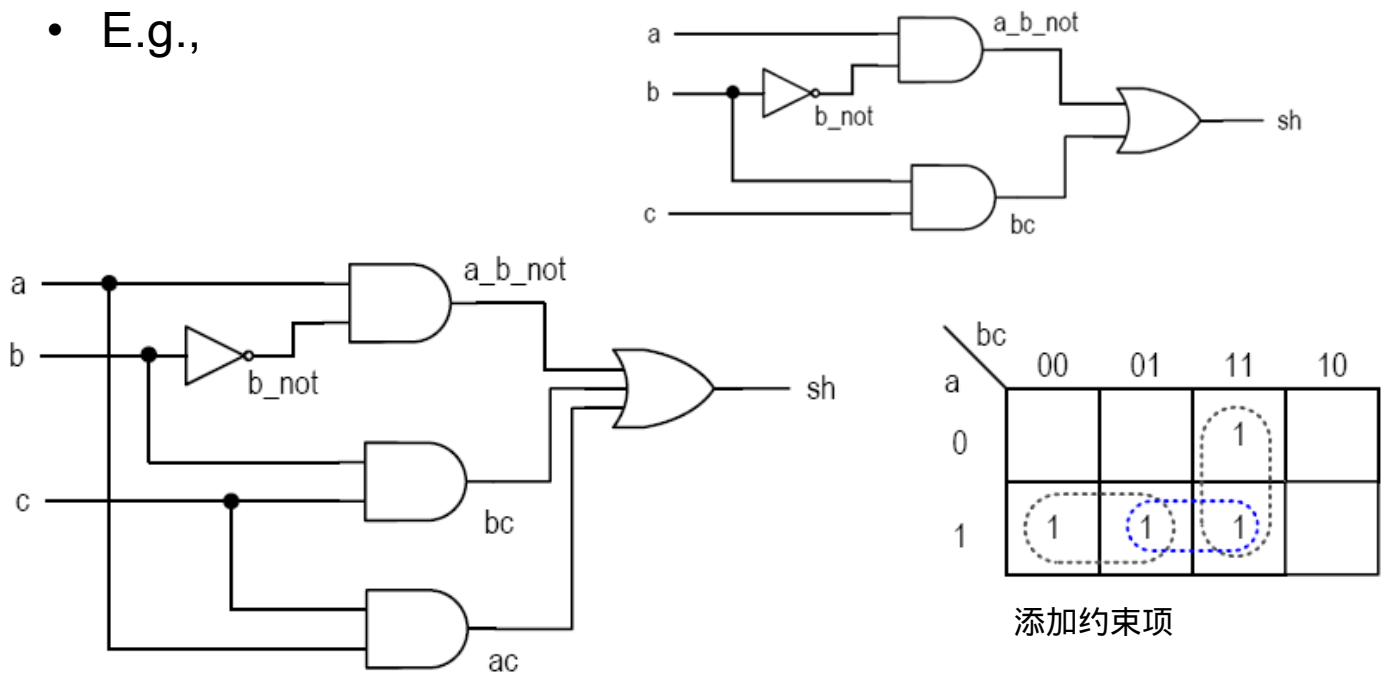 • E.g.,
a
b
c
b_not
a_b_not
bc
sh
a
b
c
b_not
a_b_not
bc
ac
sh
bc
a
00 01 11 10
0 1
1 1 1 1
添加约束项